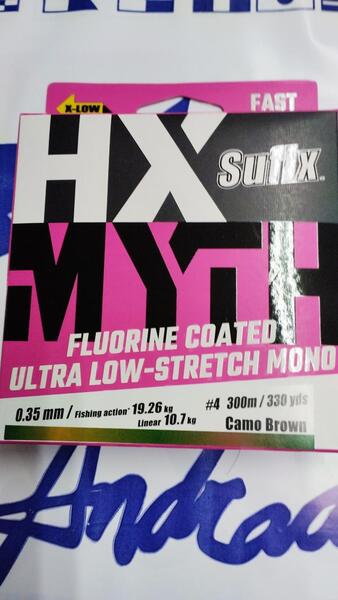 X-LOW
FAST
HX
Sufix
MYTH
FLUORINE COATED
ULTRA LOW-STRETCH MONO
0.35 mm / Fishing action* 19.26 kg
Linear 10.7 kg
#4 300m / 330 yds
Camo Brown